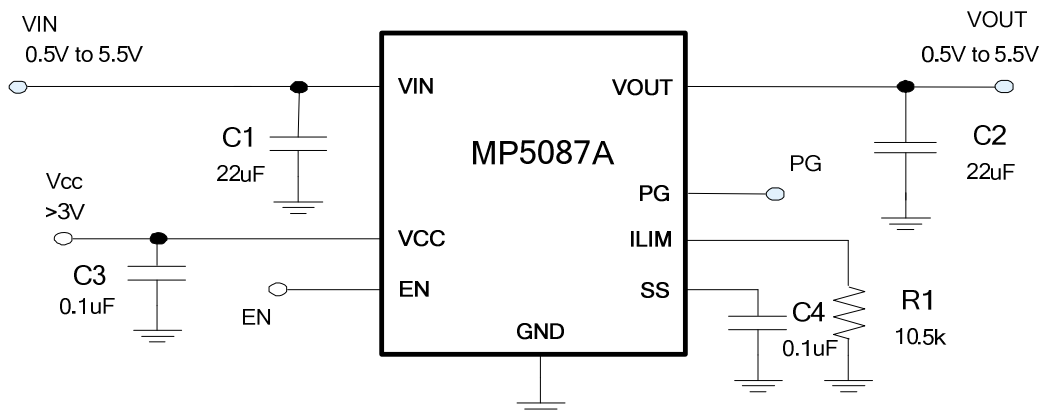 VIN
0.5V to 5.5V
VOUT
0.5V to 5.5V
VIN
VOUT
C1
22uF
MP5087A
C2
22uF
PG
PG
Vcc
>3V
VCC
ILIM
C3
0.1uF
EN
EN
SS
C4
0.1uF
R1
10.5k
GND